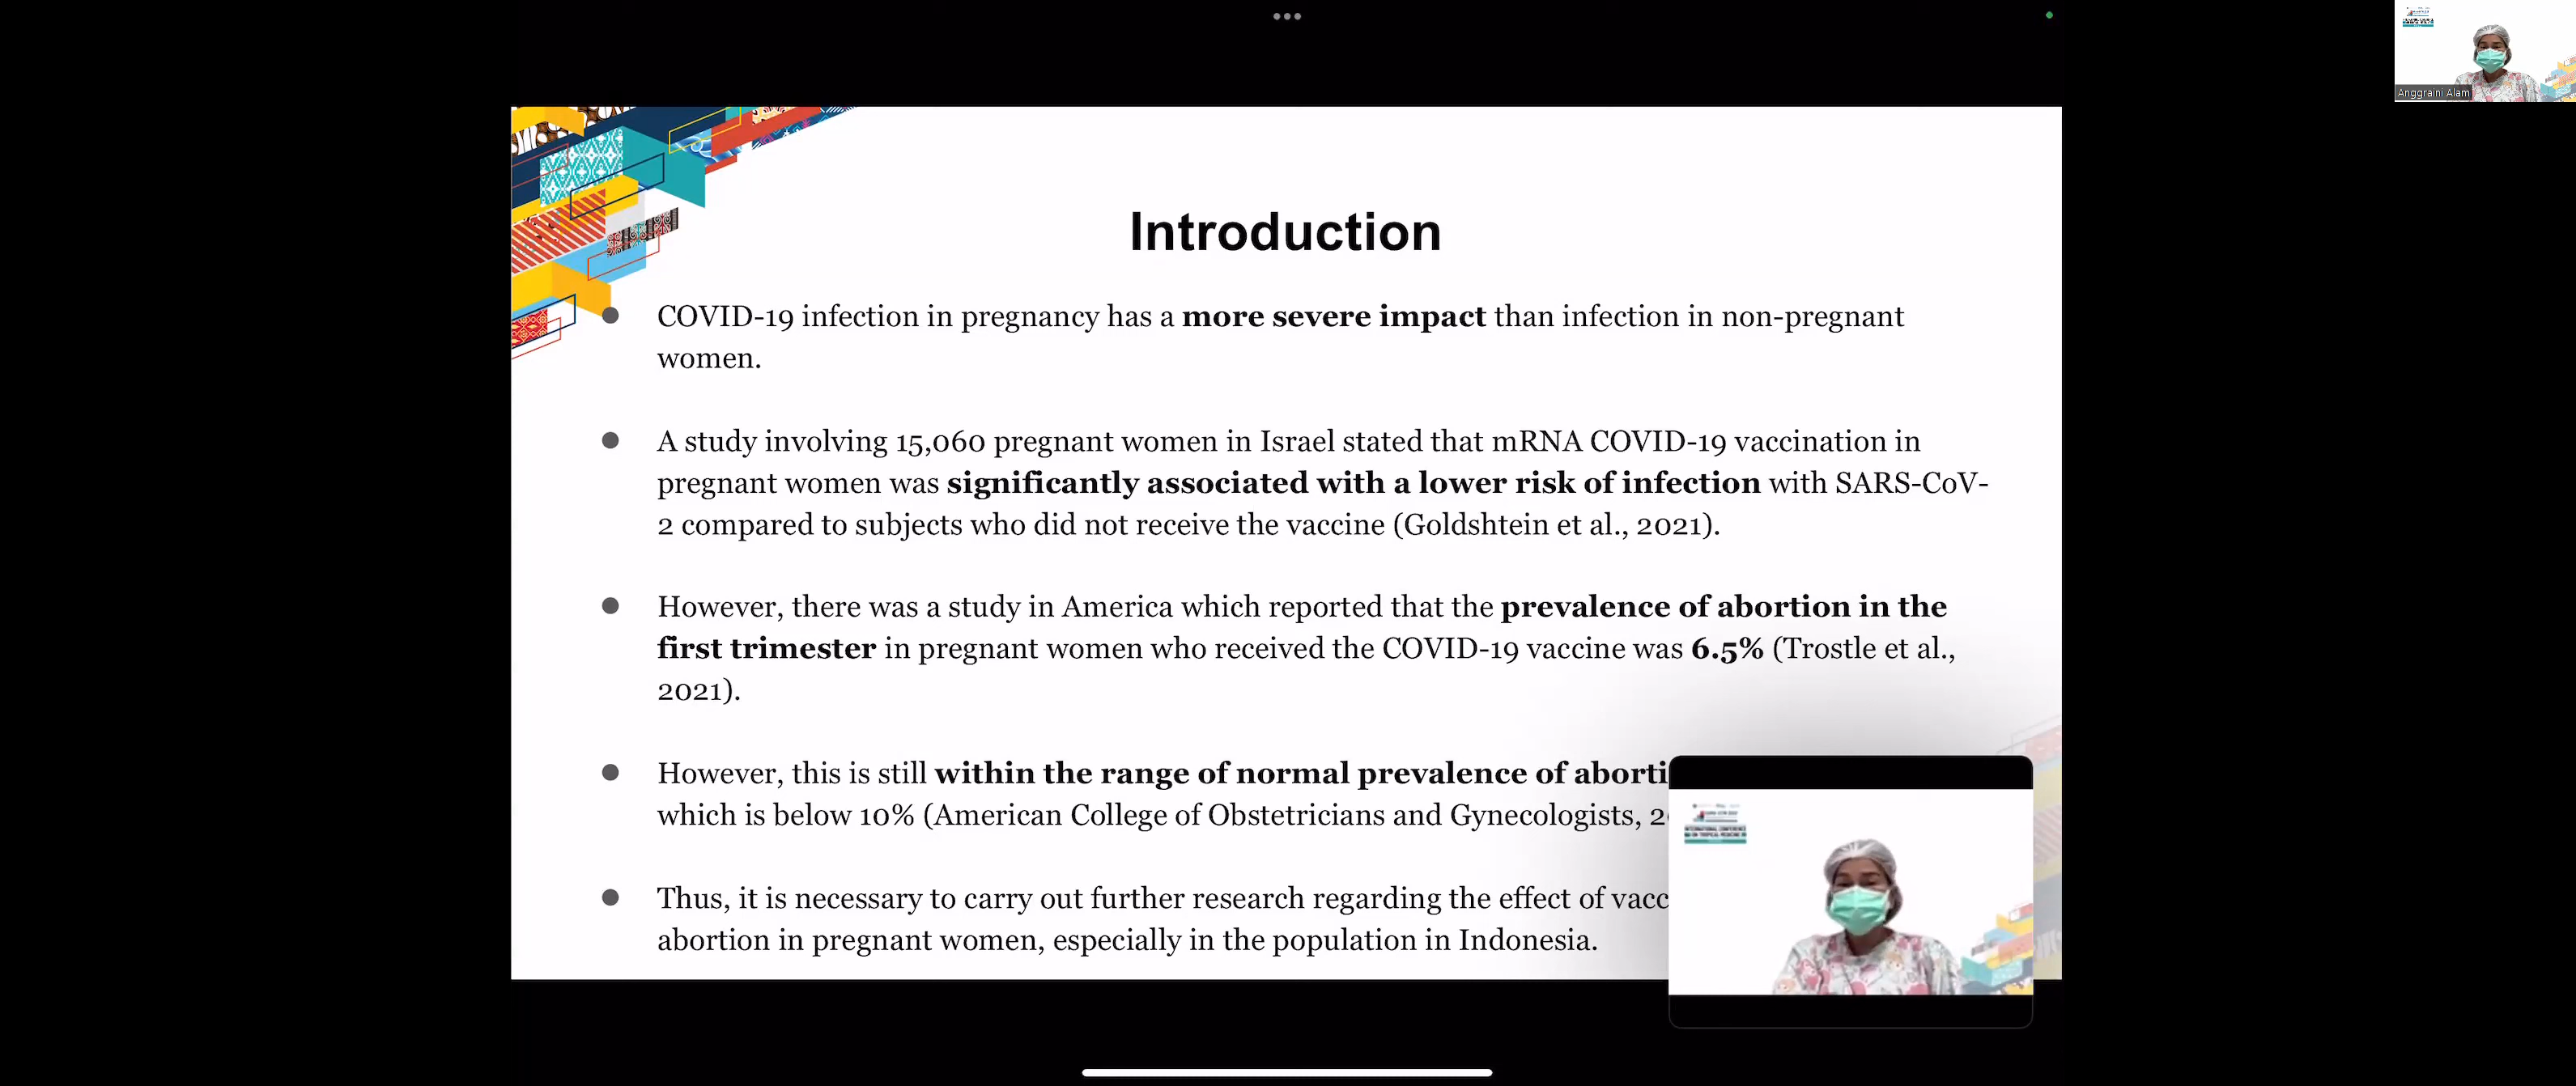 Anggraini Alam
Introduction
COVID-19 infection in pregnancy has a more severe impact than infection in non-pregnant
women.
A study involving 15,060 pregnant women in Israel stated that mRNA COVID-19 vaccination in
pregnant women was significantly associated with a lower risk of infection with SARS-CoV-
2 compared to subjects who did not receive the vaccine (Goldshtein et al., 2021).
However, there was a study in America which reported that the prevalence of abortion in the
first trimester in pregnant women who received the COVID-19 vaccine was 6.5% (Trostle et al.,
2021).
However, this is still within the range of normal prevalence of aborti
which is below 10% (American College of Obstetricians and Gynecologists, 2
Thus, it is necessary to carry out further research regarding the effect of vacc
abortion in pregnant women, especially in the population in Indonesia.
INTERNATIONAL CONFERENCE
ON TROPICAL MEDICINE